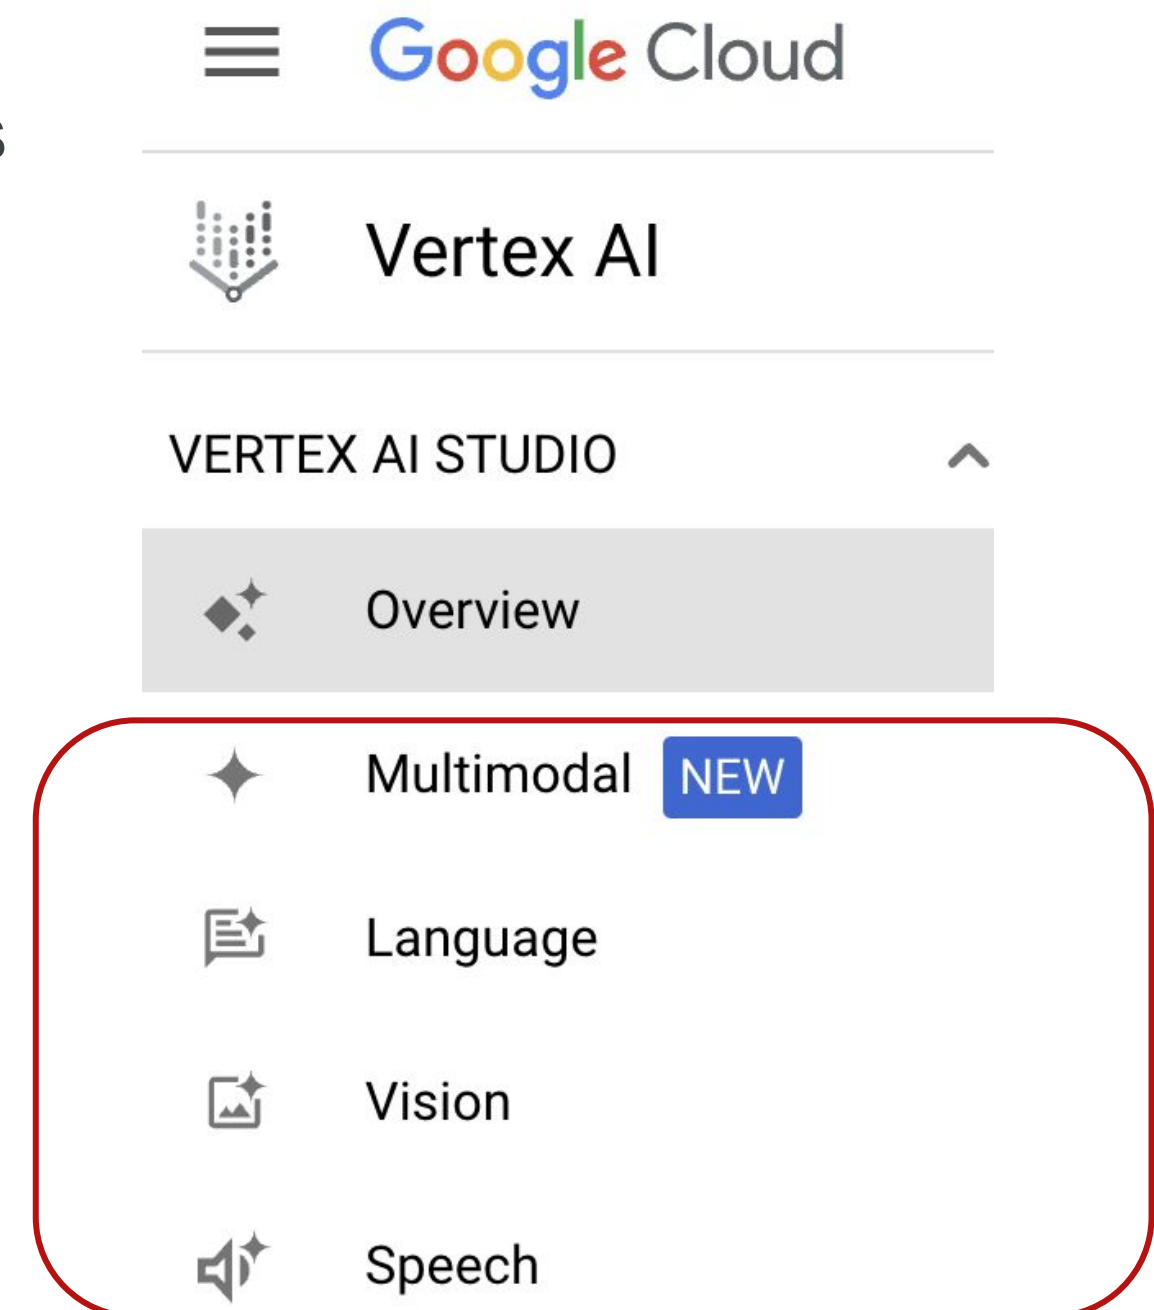 Google Cloud
s
Vertex AI
VERTEX AI STUDIO
Overview
Multimodal NEW
Language
Vision
Speech